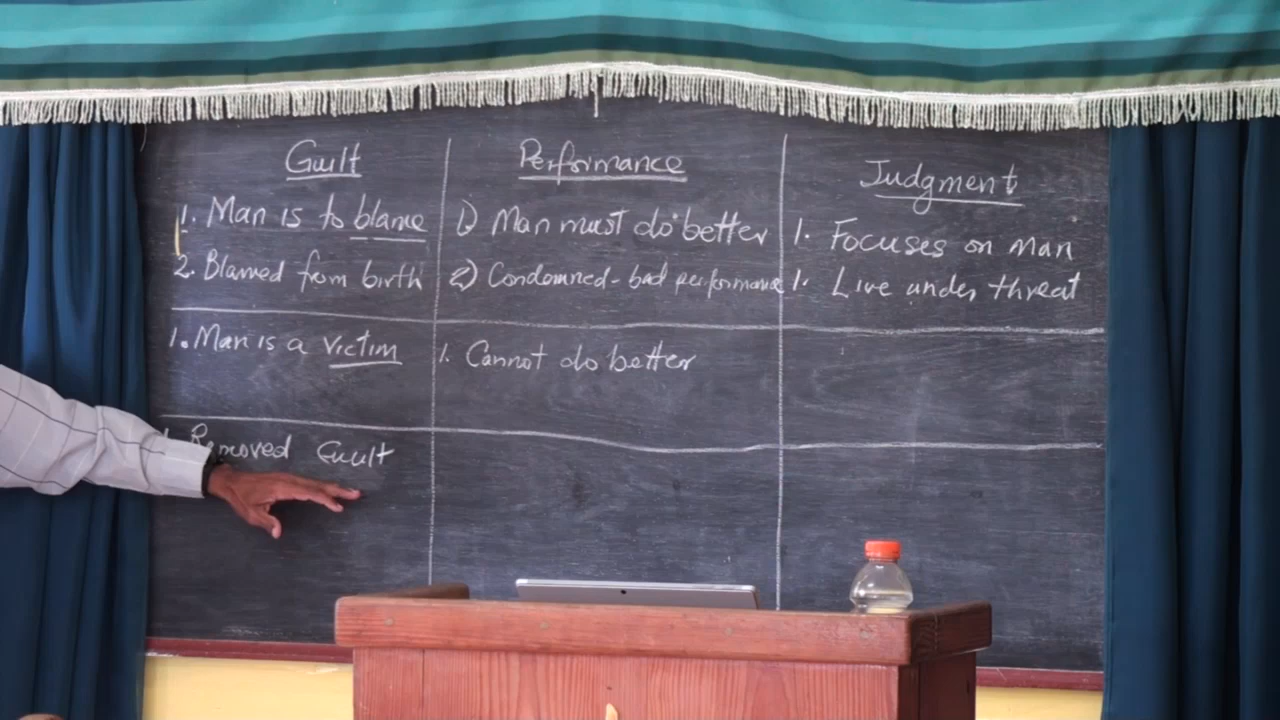 Guilt
1. Man is to blame
2. Blamed from birth
1. Man is a victim
1. Removed Guilt
Performance
1) Man must do better
2) Condemned - bad performance
1. Cannot do better
Judgment
1. Focuses on man
1. Live under threat